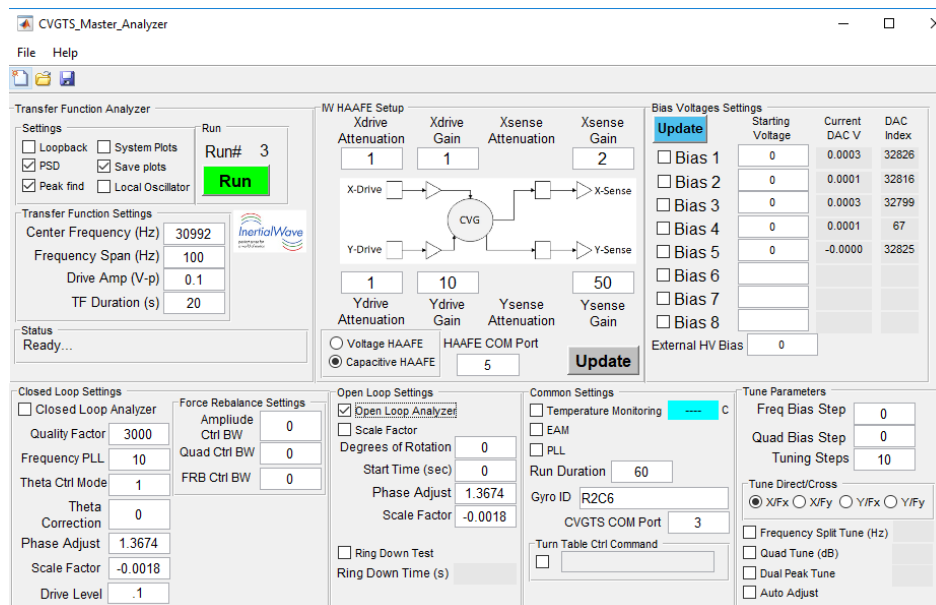 CVGTS_Master_Analyzer
File Help
Transfer Function Analyzer
Settings
Loopback System Plots
PSD Save plots
Peak find Local Oscillator
Run
Run# 3
Run
Transfer Function Settings
Center Frequency (Hz) 30992
Frequency Span (Hz) 100
Drive Amp (V-p) 0.1
TF Duration (s) 20
InertialWave
Status
Ready...
IW HAAFE Setup
Xdrive Attenuation Xdrive Gain Xsense Attenuation Xsense Gain
1 1 2
X-Drive X-Sense
CVG
Y-Drive Y-Sense
1 10 50
Ydrive Attenuation Ydrive Gain Ysense Attenuation Ysense Gain
Voltage HAAFE HAAFE COM Port
Capacitive HAAFE 5 Update
Bias Voltages Settings
Update Starting Voltage Current DAC V DAC Index
Bias 1 0 0.0003 32826
Bias 2 0 0.0001 32816
Bias 3 0 0.0003 32799
Bias 4 0 0.0001 67
Bias 5 0 -0.0000 32825
Bias 6
Bias 7
Bias 8
External HV Bias 0
Closed Loop Settings
Closed Loop Analyzer
Quality Factor 3000
Frequency PLL 10
Theta Ctrl Mode 1
Theta Correction 0
Phase Adjust 1.3674
Scale Factor -0.0018
Drive Level .1
Force Rebalance Settings
Ampliude Ctrl BW 0
Quad Ctrl BW 0
FRB Ctrl BW 0
Open Loop Settings
Open Loop Analyzer
Scale Factor
Degrees of Rotation 0
Start Time (sec) 0
Phase Adjust 1.3674
Scale Factor -0.0018
Ring Down Test
Ring Down Time (s)
Common Settings
Temperature Monitoring ---- C
EAM
PLL
Run Duration 60
Gyro ID R2C6
CVGTS COM Port 3
Turn Table Ctrl Command
Tune Parameters
Freq Bias Step 0
Quad Bias Step 0
Tuning Steps 10
Tune Direct/Cross
X/Fx X/Fy Y/Fx Y/Fy
Frequency Split Tune (Hz)
Quad Tune (dB)
Dual Peak Tune
Auto Adjust